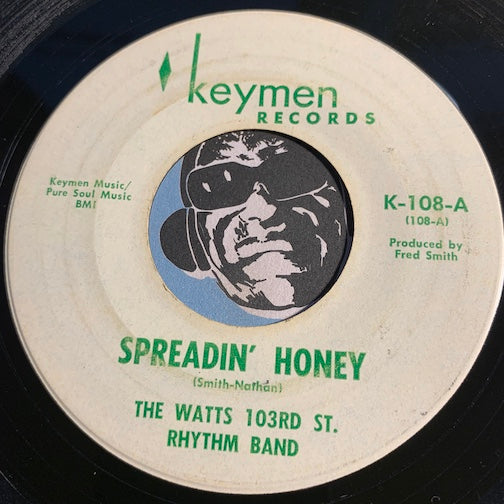 keymen
RECORDS
Keymen Music/
Pure Soul Music
BMI
K-108-A
(108-A)
Produced by
Fred Smith
SPREADIN' HONEY
(Smith-Nathan)
THE WATTS 103RD ST.
RHYTHM BAND